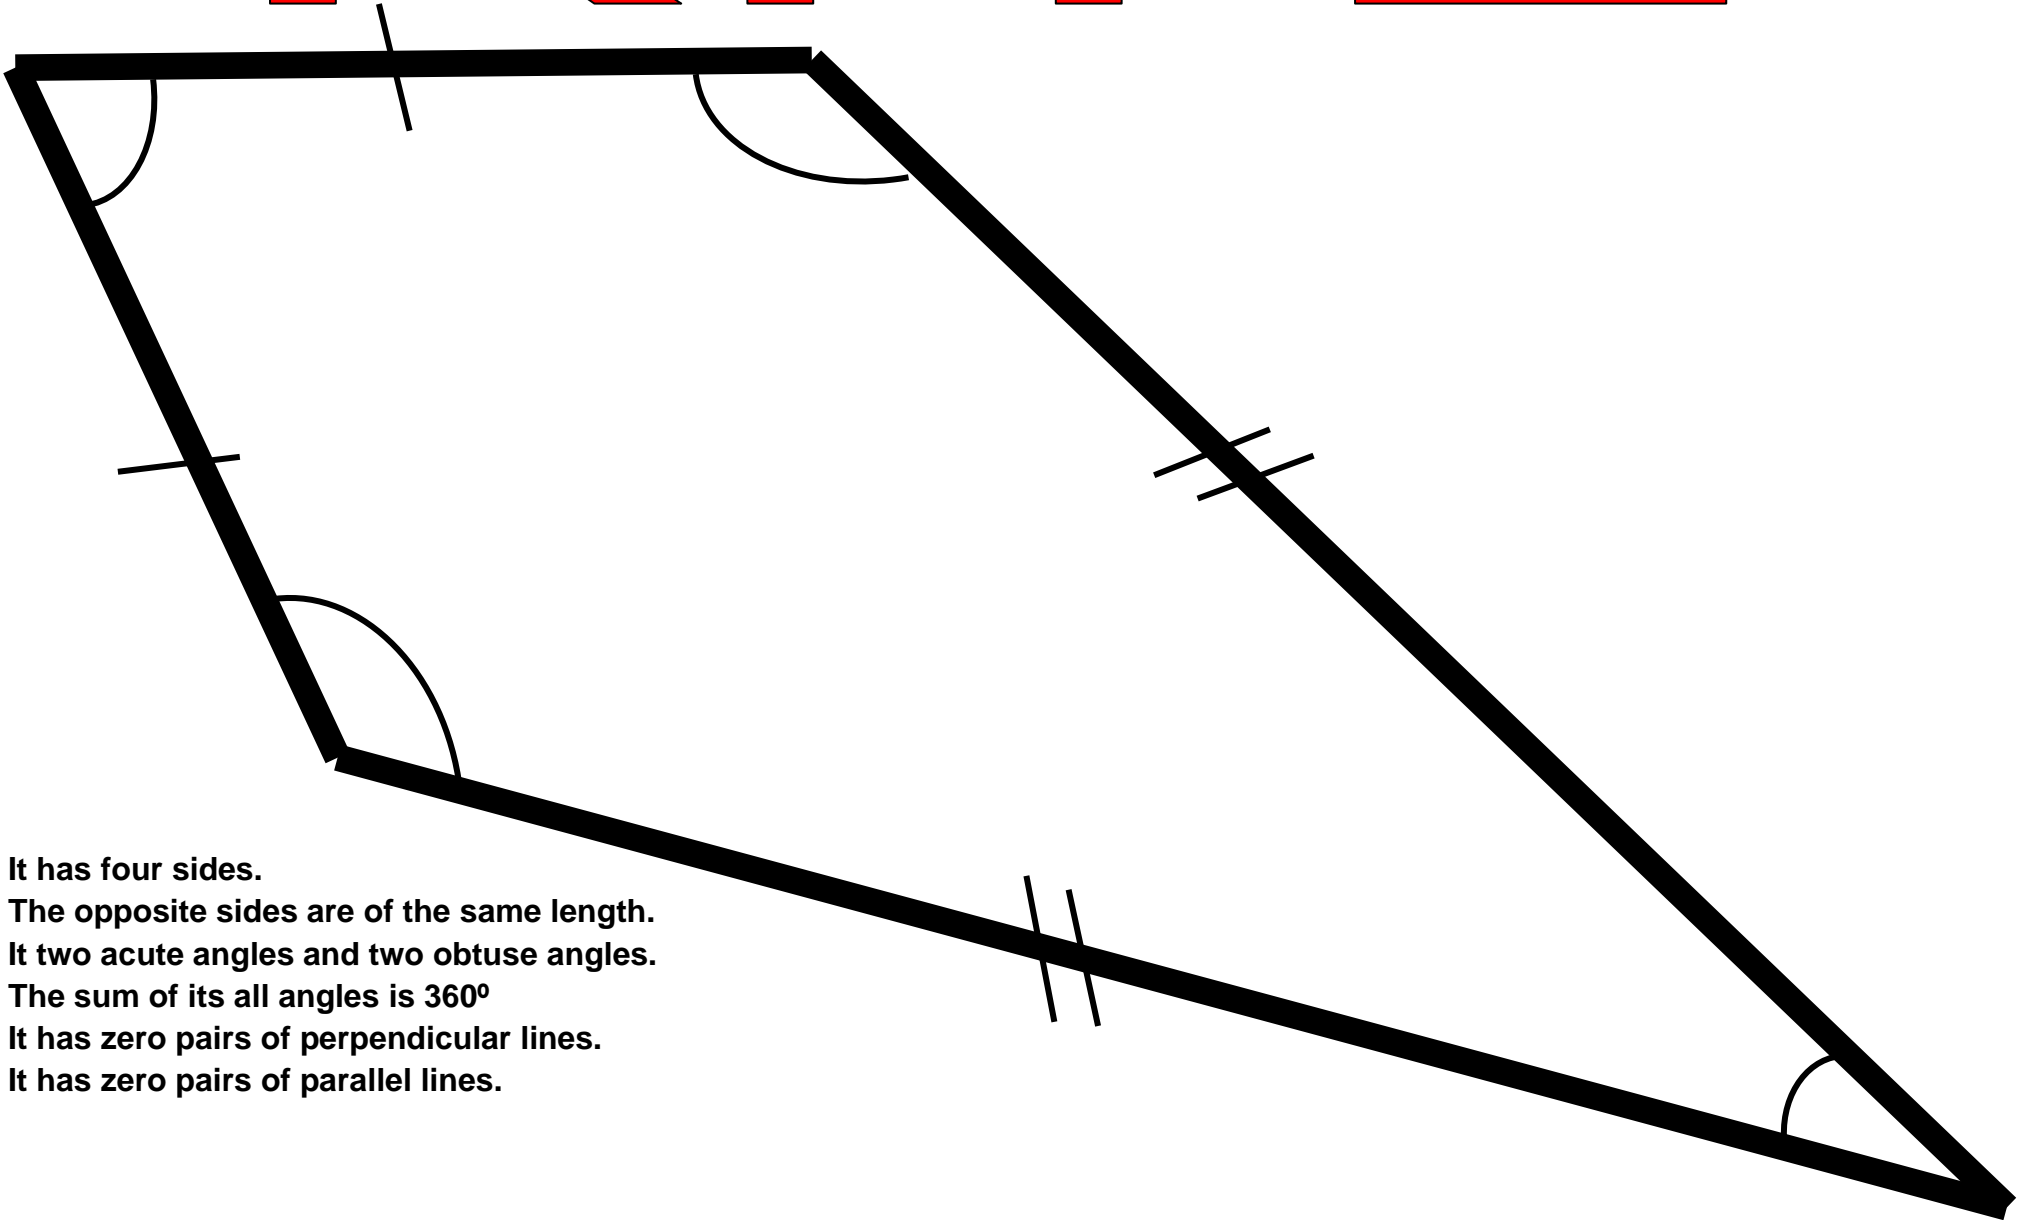 It has four sides.
The opposite sides are of the same length.
It two acute angles and two obtuse angles.
The sum of its all angles is 360º
It has zero pairs of perpendicular lines.
It has zero pairs of parallel lines.